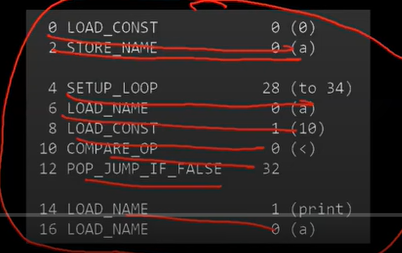 0 LOAD_CONST 0 (0)
2 STORE_NAME 0 (a)
4 SETUP_LOOP 28 (to 34)
6 LOAD_NAME 0 (a)
8 LOAD_CONST 1 (10)
10 COMPARE_OP 0 (<)
12 POP_JUMP_IF_FALSE 32
14 LOAD_NAME 1 (print)
16 LOAD_NAME 0 (a)